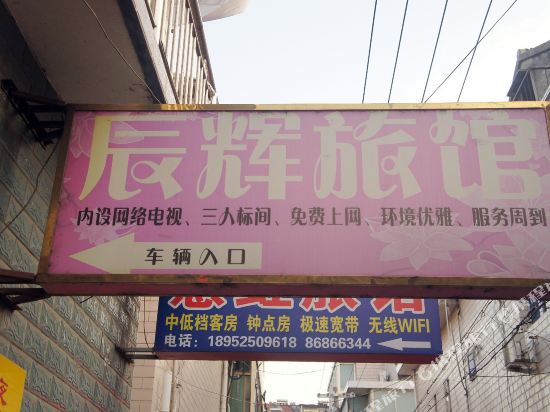 辰辉旅馆
内设网络电视、三人标间、免费上网、环境优雅、服务周到
车辆入口
旅馆
中低档客房 钟点房 极速宽带 无线WIFI
电话：18952509618 86866344